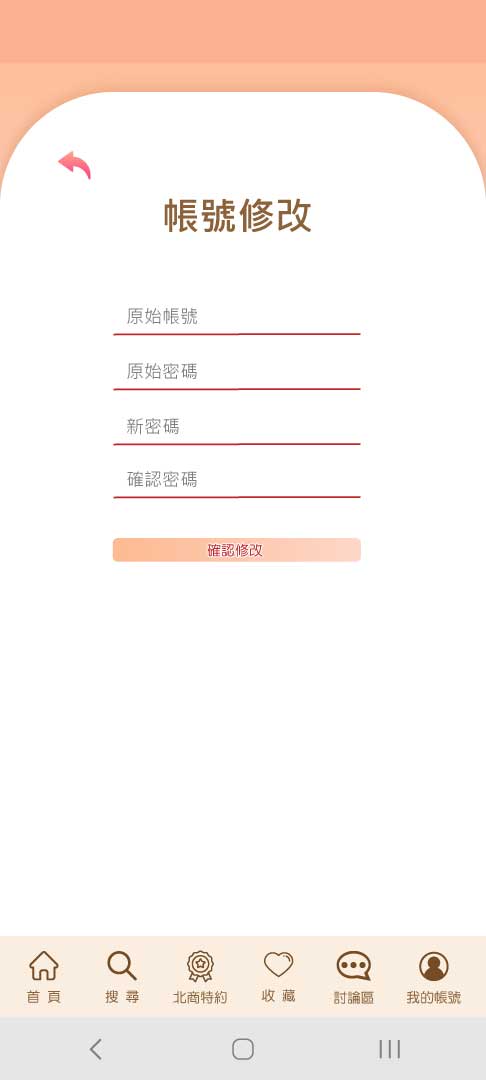 帳號修改
原始帳號
原始密碼
新密碼
確認密碼
確認修改
首頁 搜尋 北商特約 收藏 討論區 我的帳號